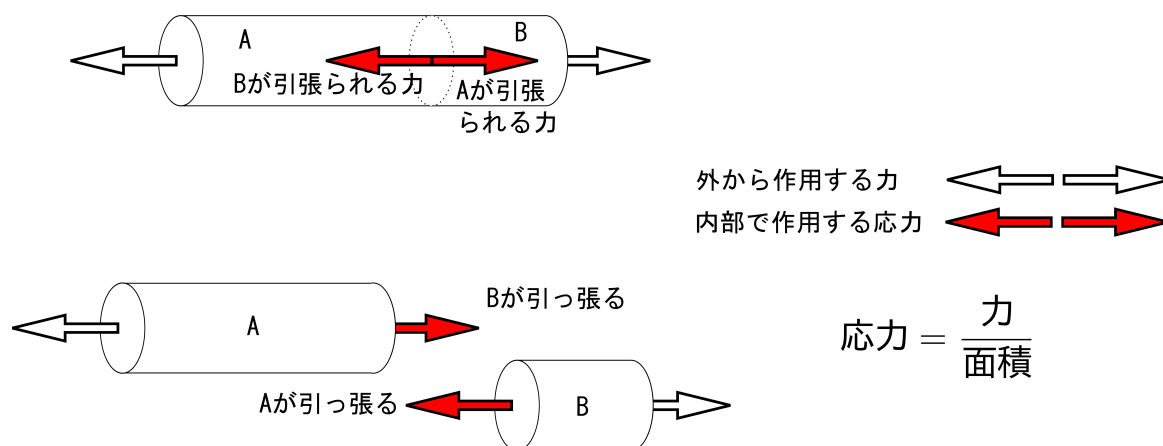 A
B
Bが引張られる力
Aが引張
られる力
外から作用する力
内部で作用する応力
Bが引っ張る
A
応力 = 力
面積
Aが引っ張る
B